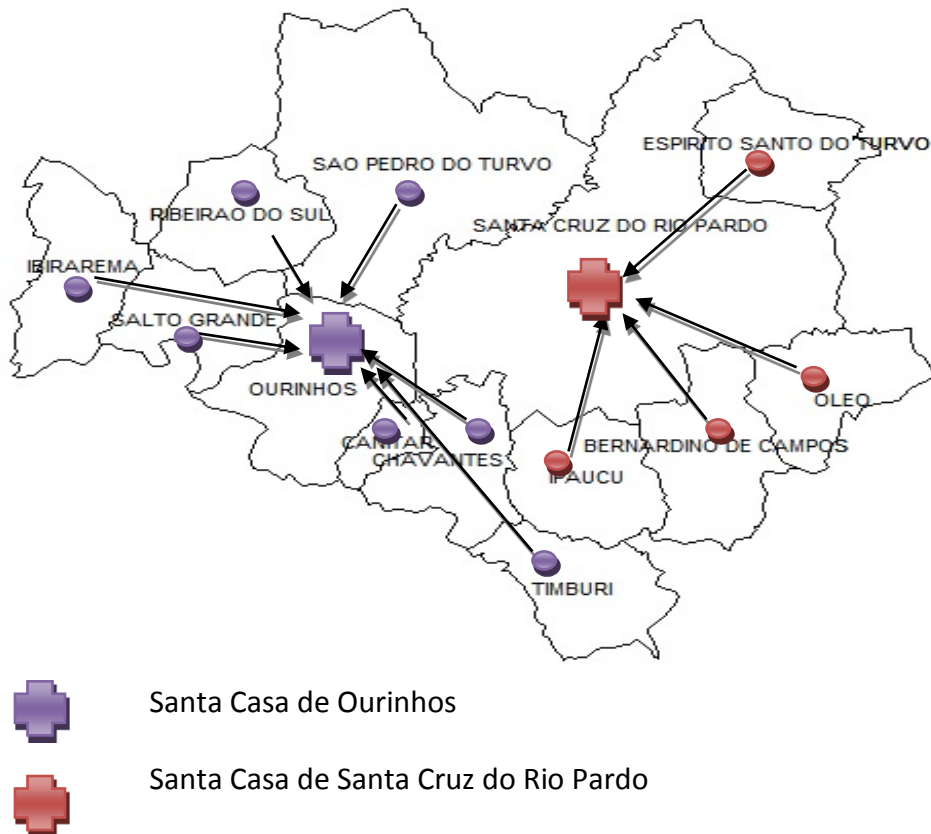 ESPIRITO SANTO DO TURVO
SAO PEDRO DO TURVO
RIBEIRAO DO SUL
SANTA CRUZ DO RIO PARDO
IBIRAREMA
SALTO GRANDE
OURINHOS
OLEO
CANITAR
BERNARDINO DE CAMPOS
CHAVANTES
IPAUCU
TIMBURI
Santa Casa de Ourinhos
Santa Casa de Santa Cruz do Rio Pardo